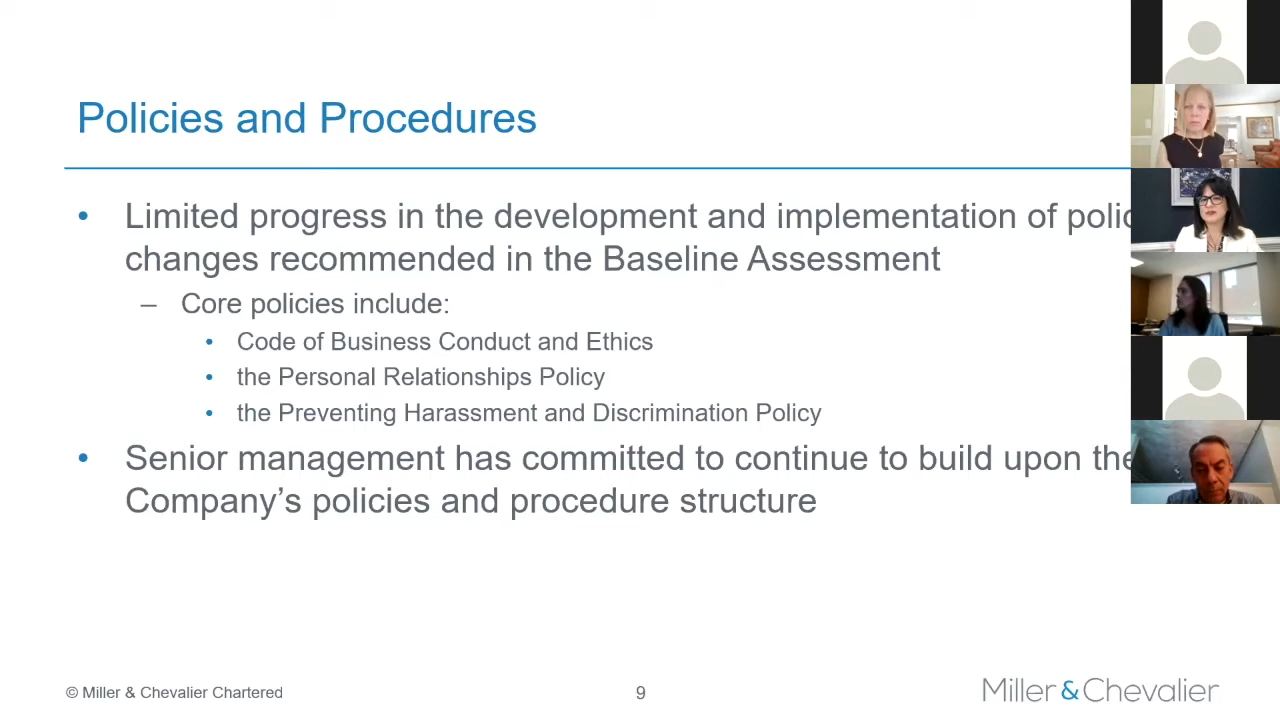 Policies and Procedures
• Limited progress in the development and implementation of
changes recommended in the Baseline Assessment
– Core policies include:
• Code of Business Conduct and Ethics
• the Personal Relationships Policy
• the Preventing Harassment and Discrimination Policy
• Senior management has committed to continue to build upon the
Company’s policies and procedure structure
© Miller & Chevalier Chartered
9
Miller & Chevalier